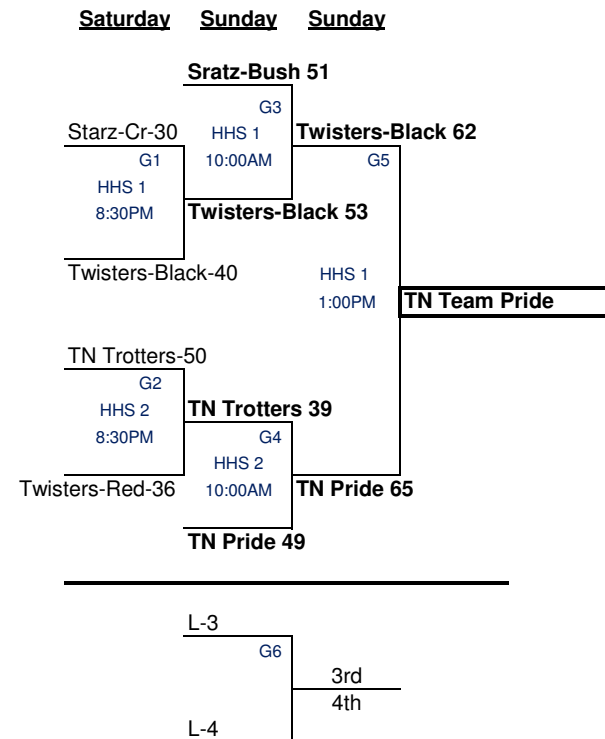 Saturday Sunday Sunday
Sratz-Bush 51
G3
Starz-Cr-30 HHS 1 Twisters-Black 62
G1 10:00AM G5
HHS 1
8:30PM Twisters-Black 53
Twisters-Black-40 HHS 1
1:00PM TN Team Pride
TN Trotters-50
G2
HHS 2 TN Trotters 39
8:30PM G4
HHS 2
Twisters-Red-36 10:00AM TN Pride 65
TN Pride 49
L-3
G6
3rd
4th
L-4